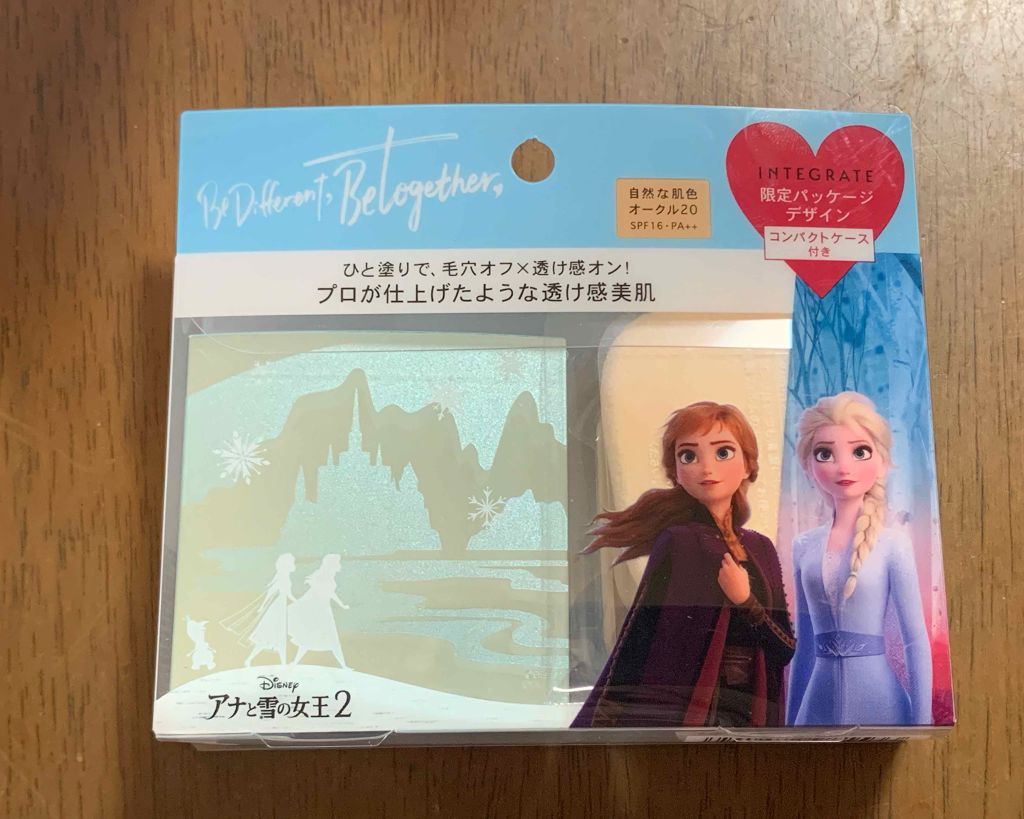 Be Different, Be Together,
自然な肌色
オークル20
SPF16・PA++
INTEGRATE
限定パッケージ
デザイン
コンパクトケース
付き
ひと塗りで、毛穴オフ×透け感オン!
プロが仕上げたような透け感美肌
Disney
アナと雪の女王2